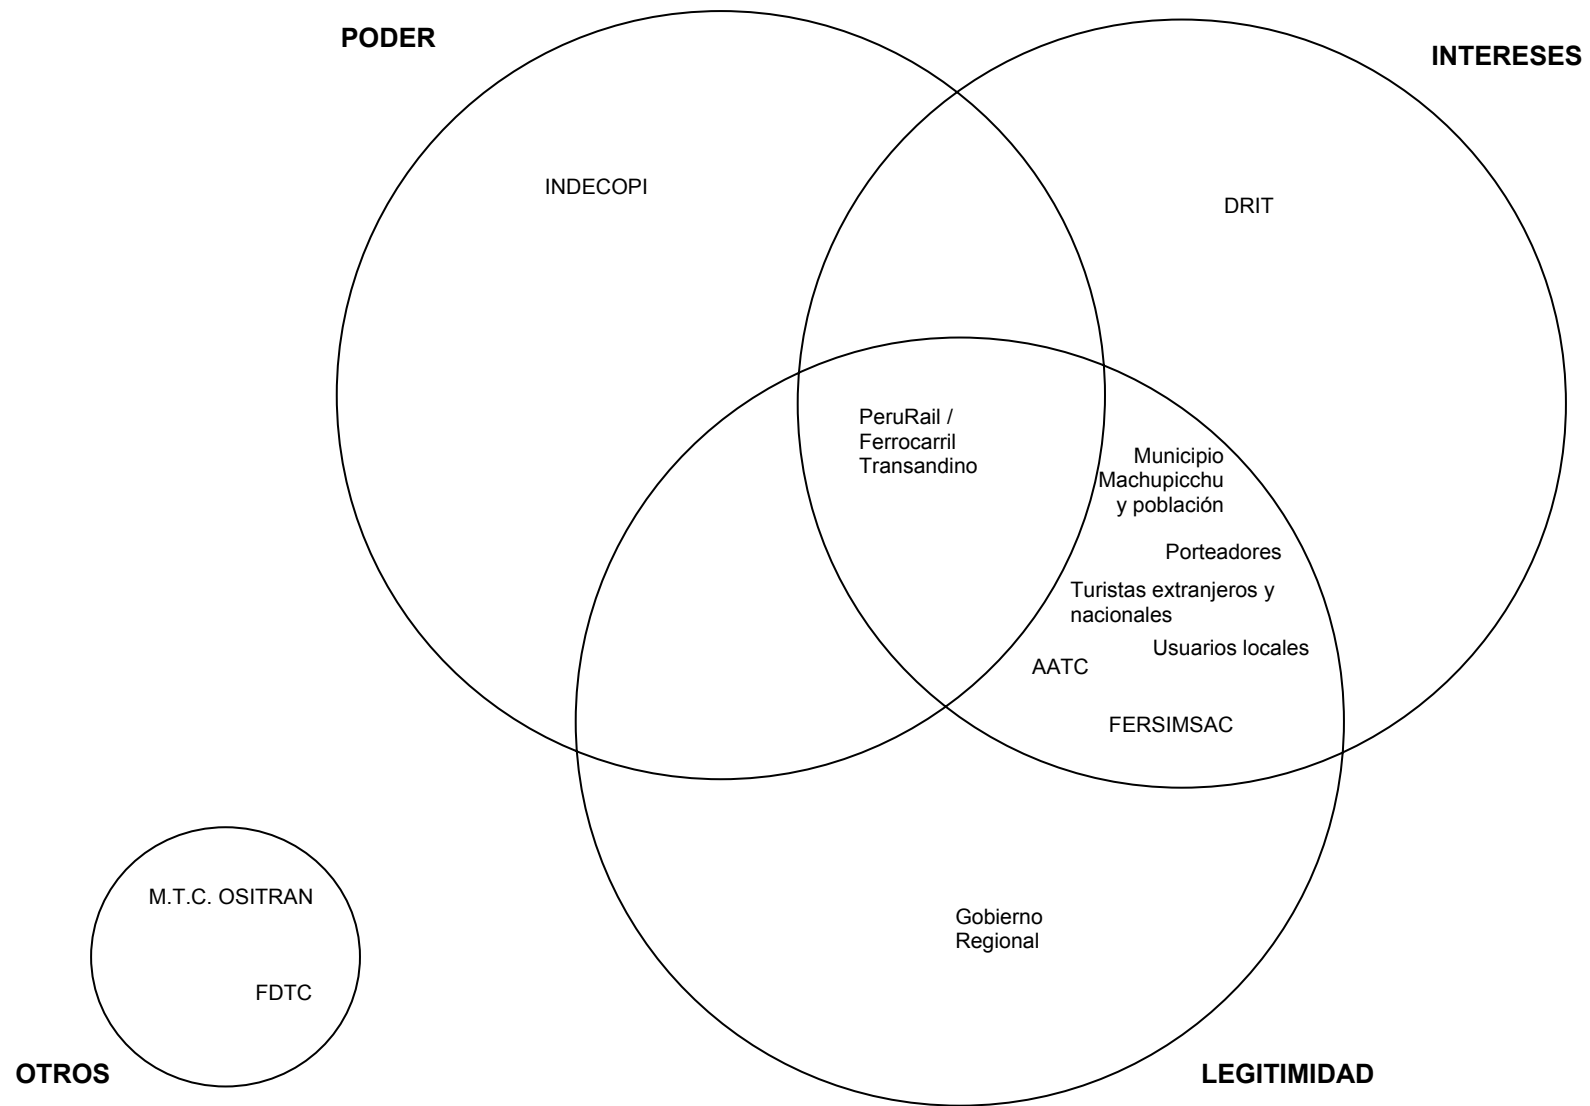 PODER
INTERESES
INDECOPI
DRIT
PeruRail /
Ferrocarril
Transandino
Municipio
Machupicchu
y población
Porteadores
Turistas extranjeros y
nacionales
Usuarios locales
AATC
FERSIMSAC
M.T.C. OSITRAN
FDTC
Gobierno
Regional
OTROS
LEGITIMIDAD